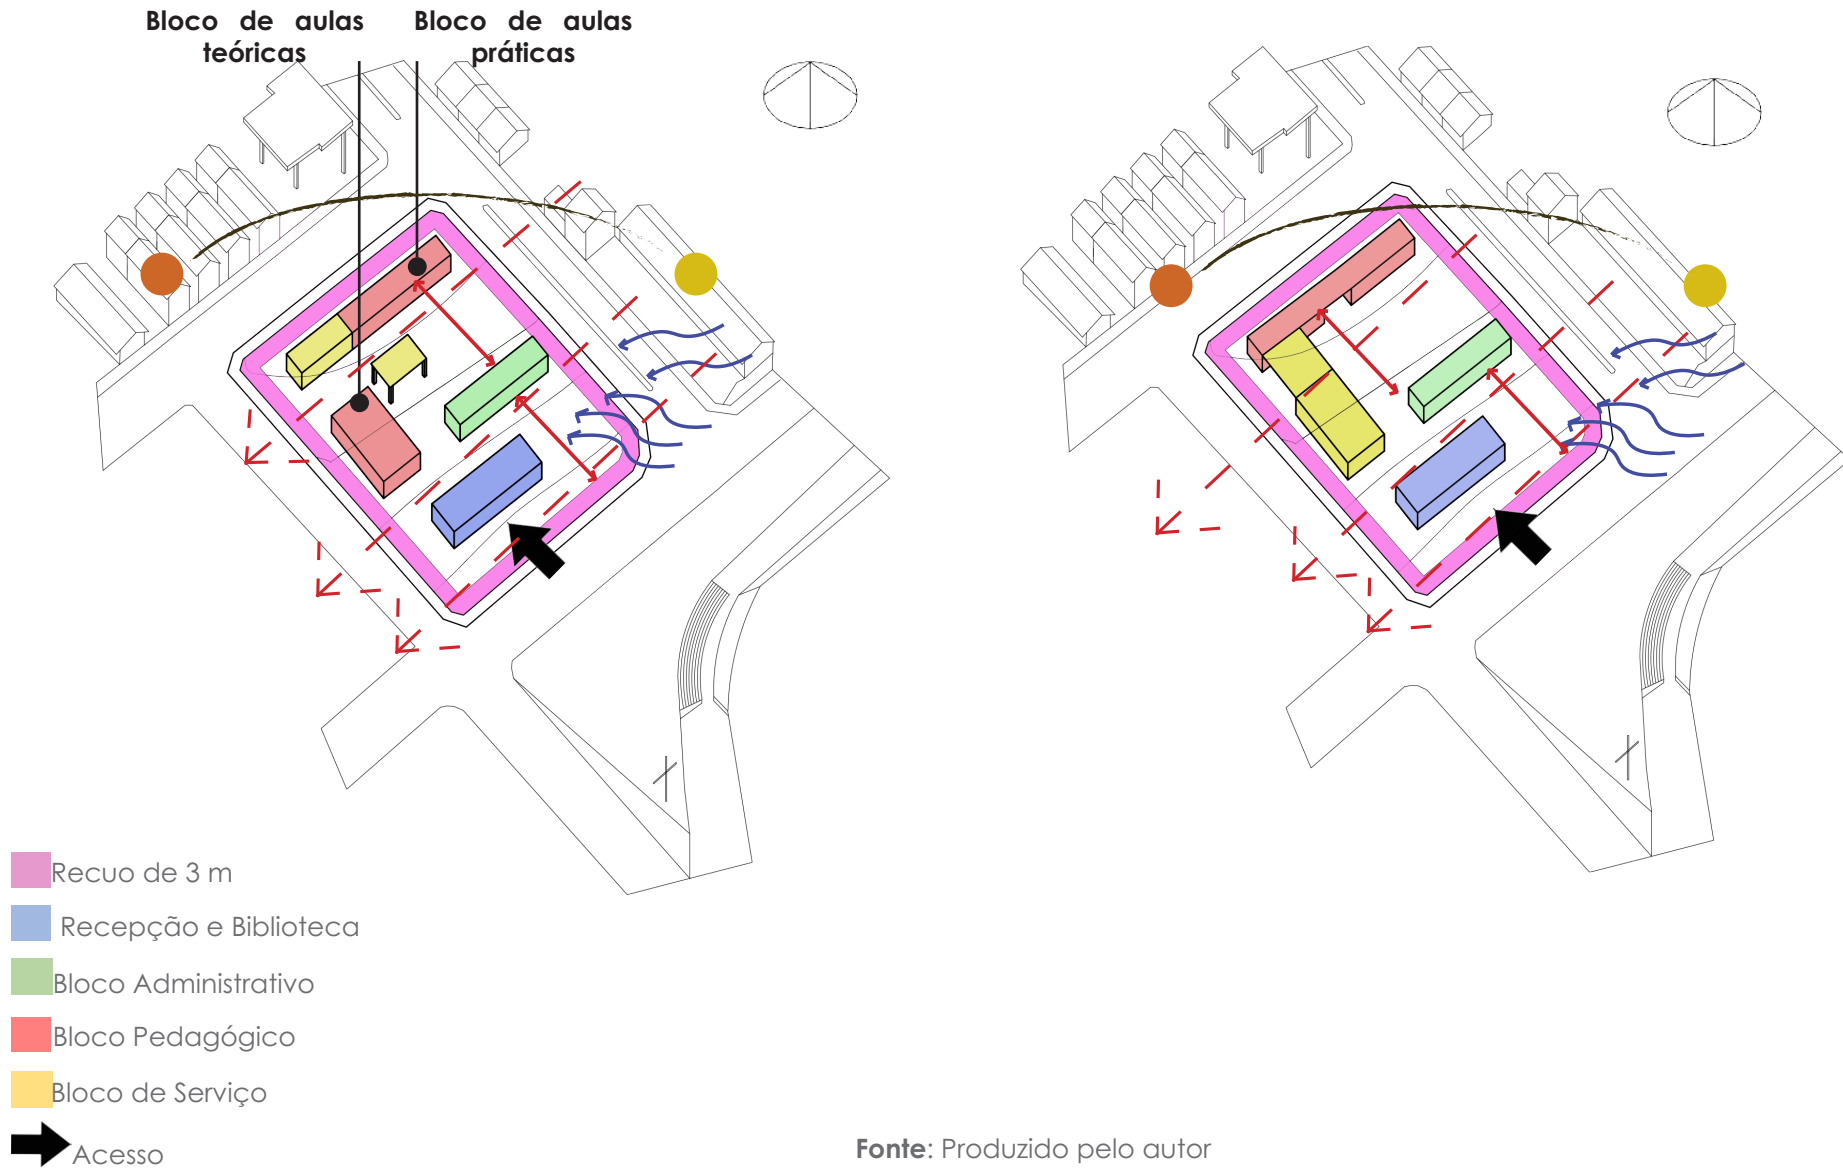 Bloco de aulas
teóricas
Bloco de aulas
práticas
Recuo de 3 m
Recepção e Biblioteca
Bloco Administrativo
Bloco Pedagógico
Bloco de Serviço
Acesso
Fonte: Produzido pelo autor